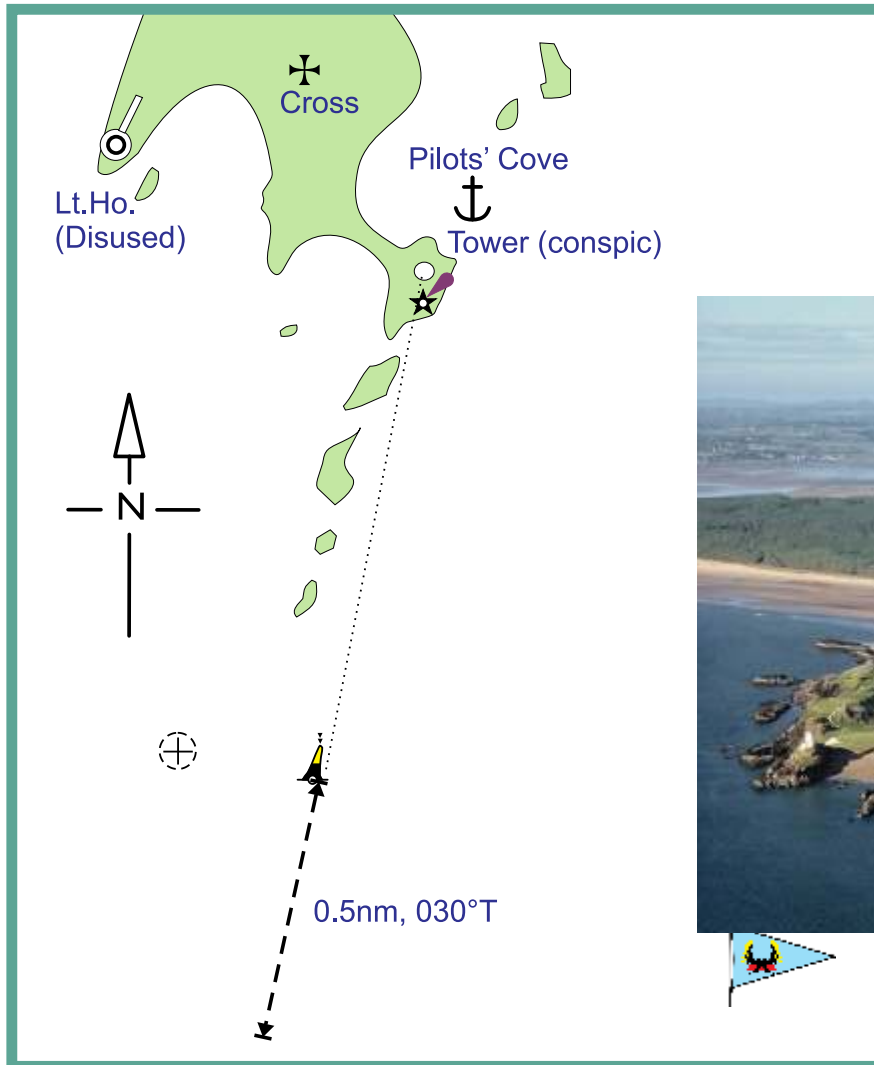 Cross
Pilots’ Cove
Lt.Ho.
(Disused)
Tower (conspic)
N
0.5nm, 030°T